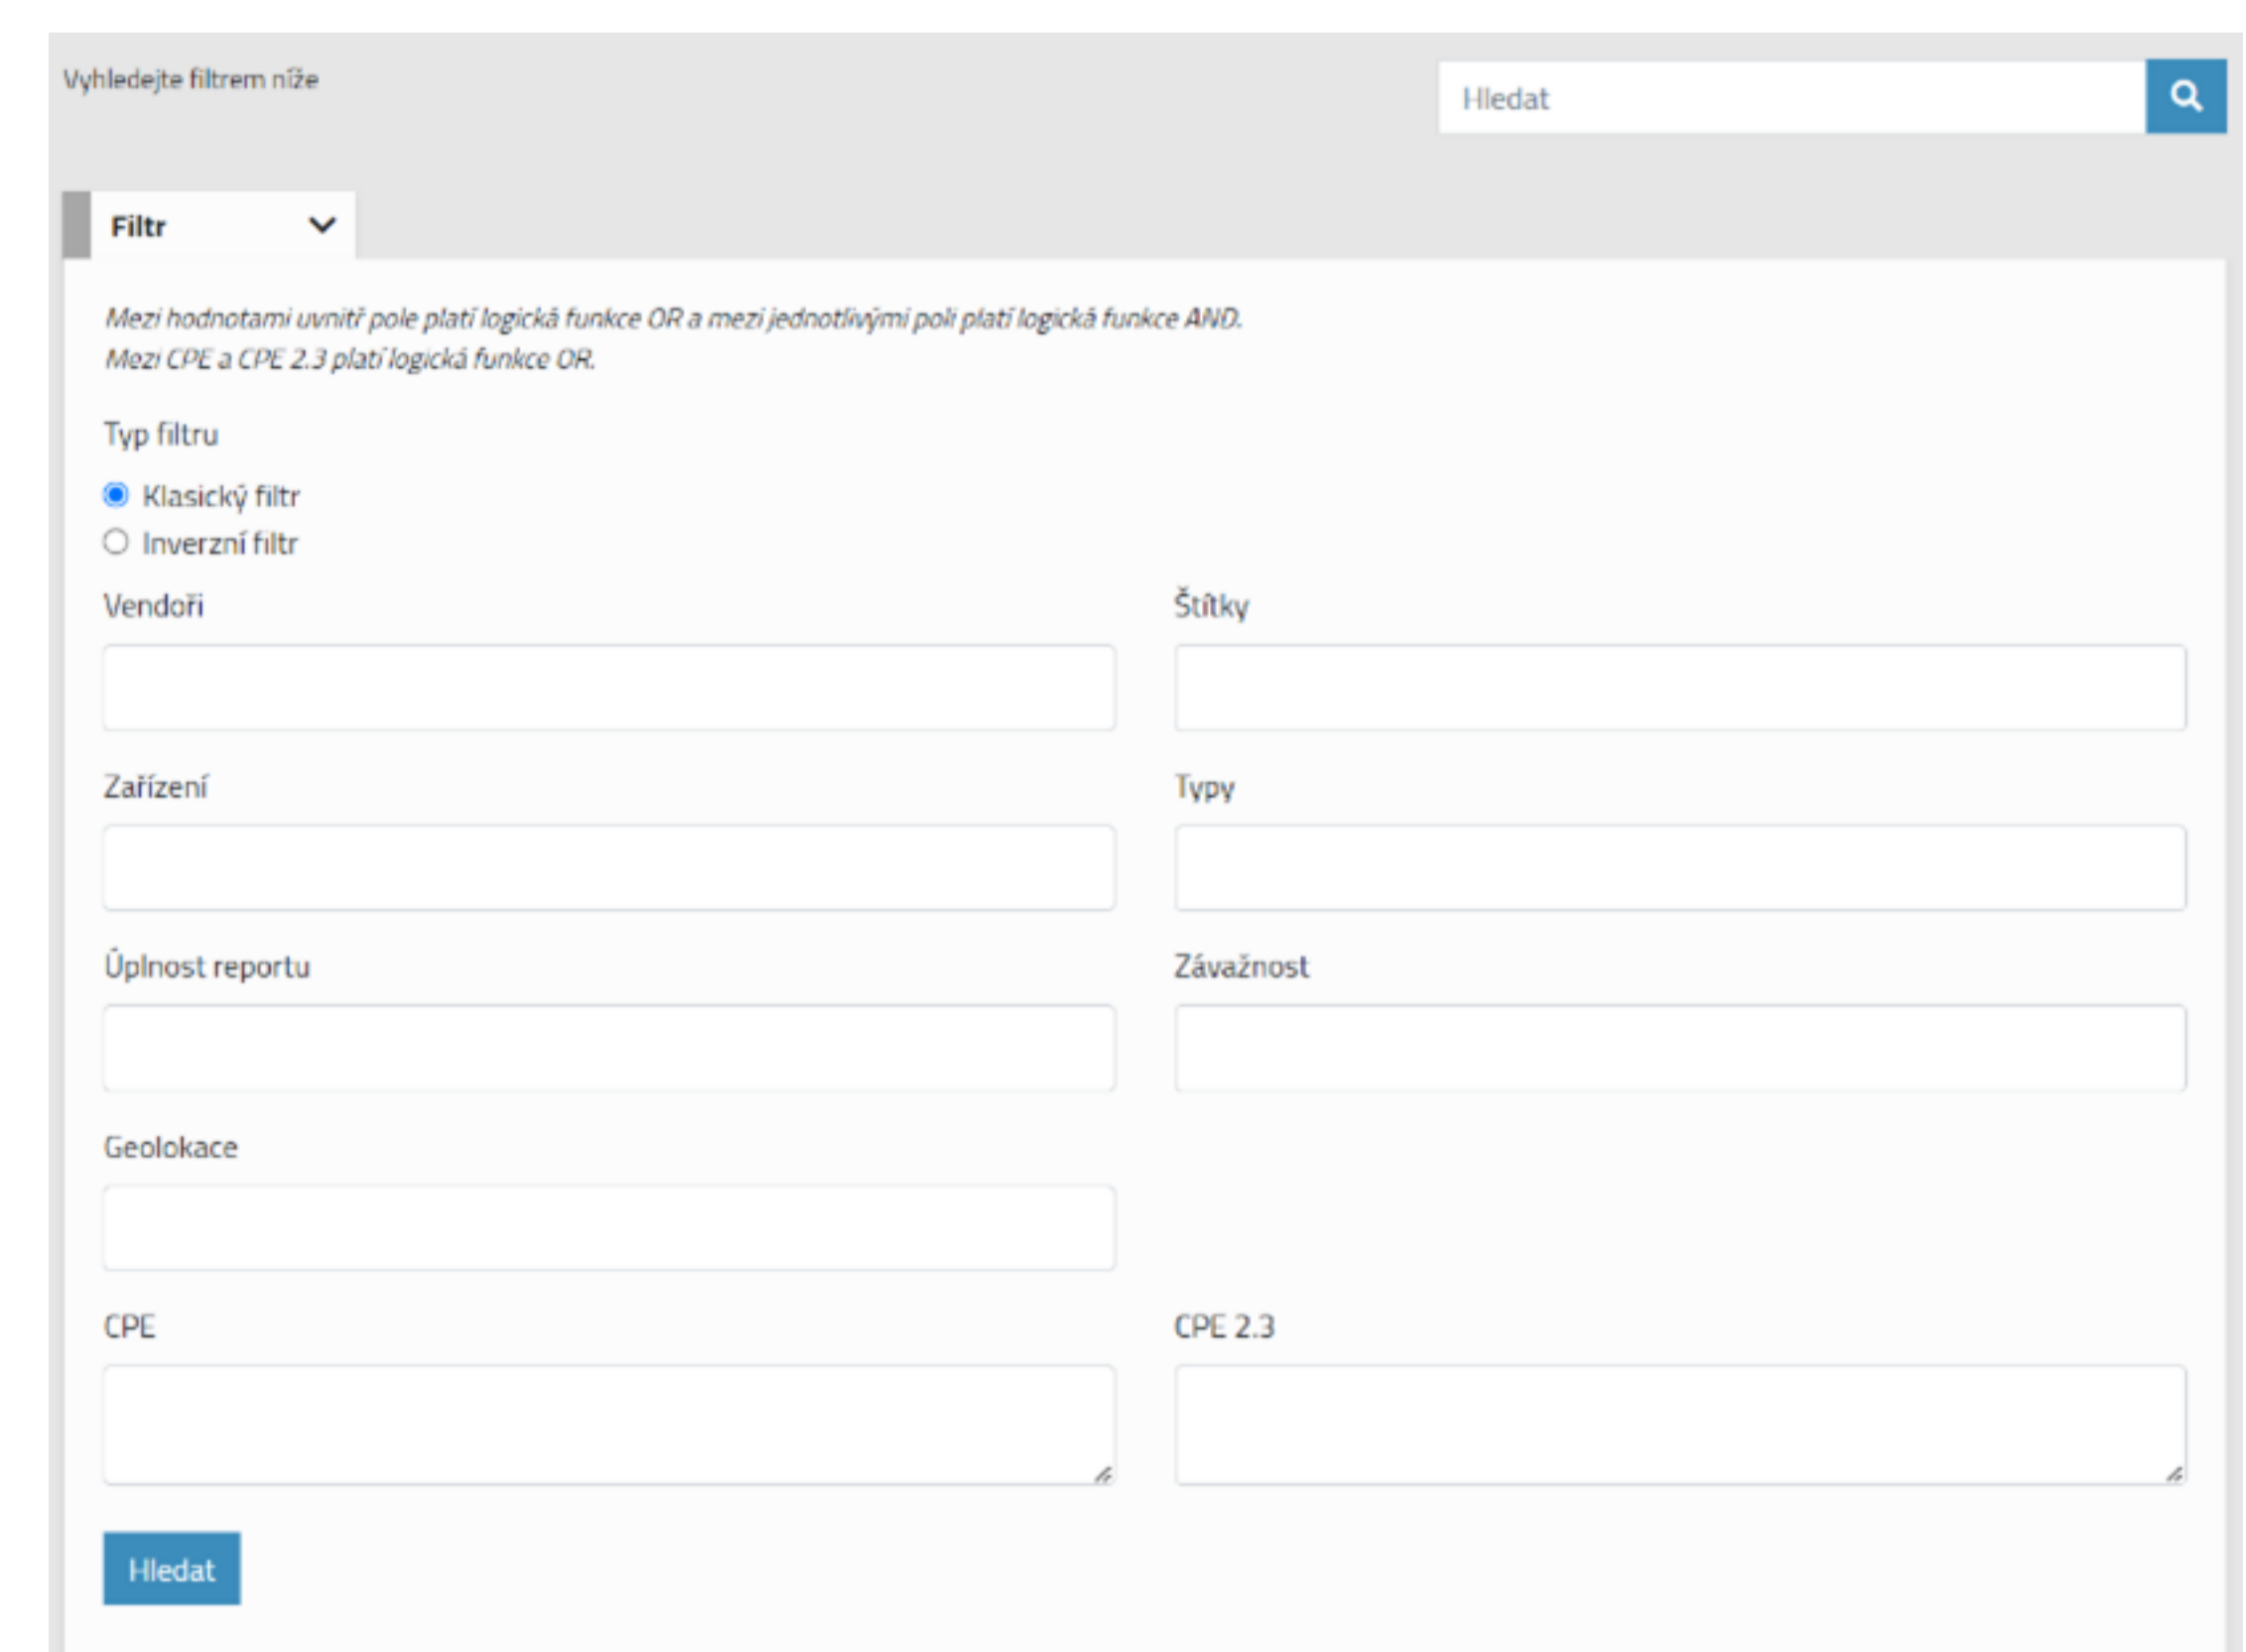 Vyhledejte filtrem níže
Hledat
Filtr
Mezi hodnotami uvnitř pole platí logická funkce OR a mezi jednotlivými poli platí logická funkce AND.
Mezi CPE a CPE 2.3 platí logická funkce OR.
Typ filtru
Klasický filtr
Inverzní filtr
Vendoři
Štítky
Zařízení
Typy
Úplnost reportu
Závažnost
Geolokace
CPE
CPE 2.3
Hledat